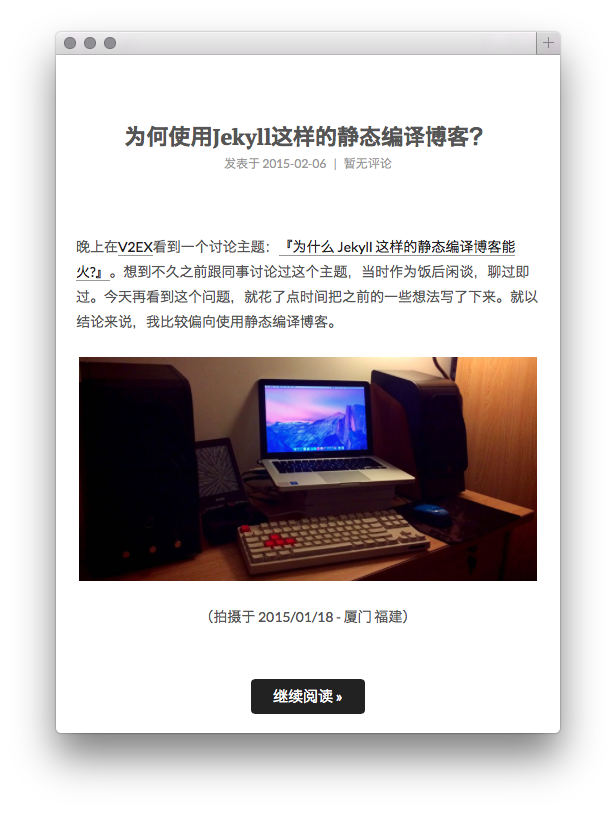 为何使用Jekyll这样的静态编译博客？
发表于 2015-02-06 | 暂无评论
晚上在V2EX看到一个讨论主题：『为什么 Jekyll 这样的静态编译博客能
火?』。想到不久之前跟同事讨论过这个主题，当时作为饭后闲谈，聊过即
过。今天再看到这个问题，就花了点时间把之前的一些想法写了下来。就以
结论来说，我比较偏向使用静态编译博客。
（拍摄于 2015/01/18 - 厦门 福建）
继续阅读 »